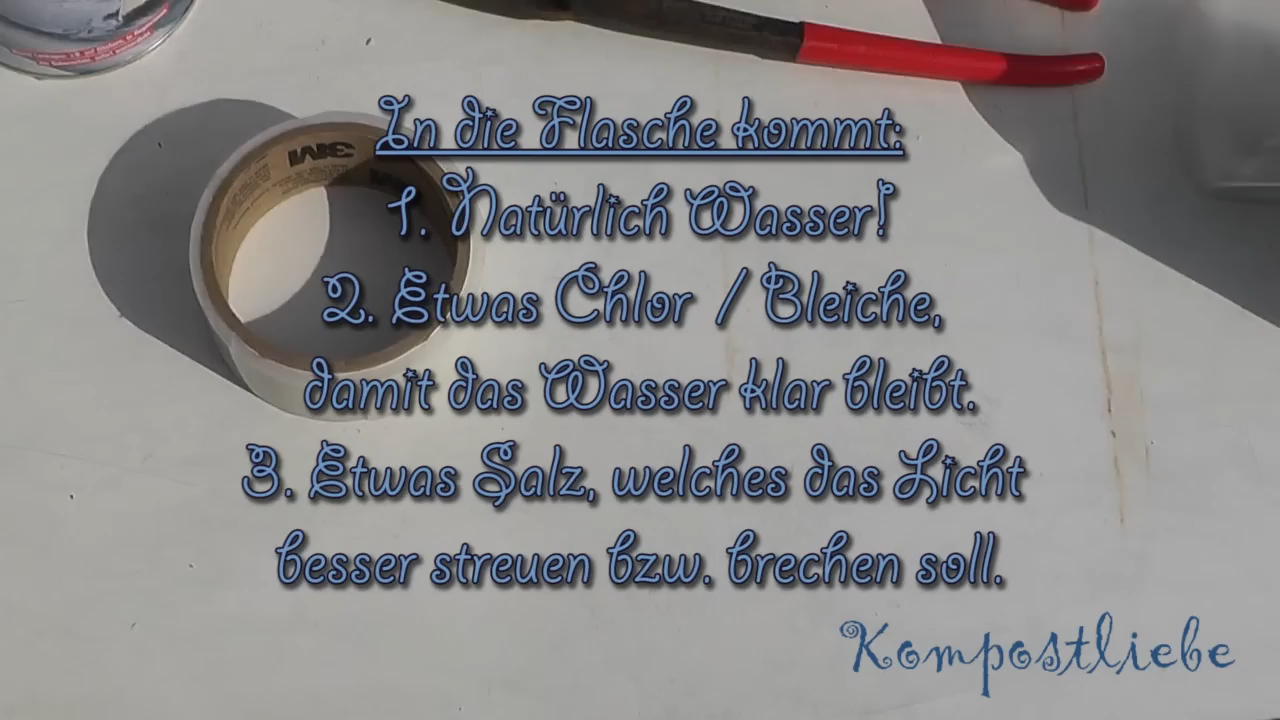 In die Flasche kommt:
1. Natürlich Wasser!
2. Etwas Chlor / Bleiche,
damit das Wasser klar bleibt.
3. Etwas Salz, welches das Licht
besser streuen bzw. brechen soll.
Kompostliebe
3M